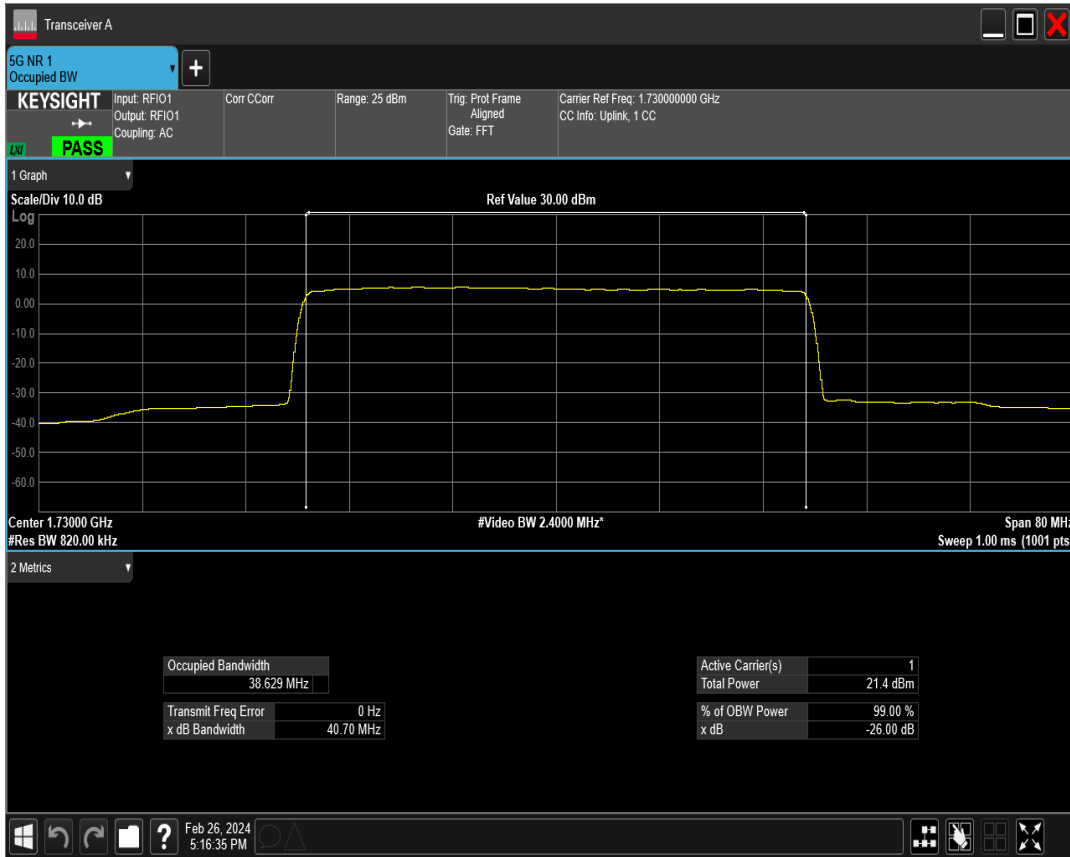 Transceiver A
5G NR 1
Occupied BW
+
KEYSIGHT
Input: RFIO1
Output: RFIO1
Coupling: AC
Corr CCorr
Range: 25 dBm
Trig: Prot Frame
Aligned
Gate: FFT
Carrier Ref Freq: 1.730000000 GHz
CC Info: Uplink, 1 CC
LXI
PASS
1 Graph
Scale/Div 10.0 dB
Ref Value 30.00 dBm
Log
20.0
10.0
0.00
-10.0
-20.0
-30.0
-40.0
-50.0
-60.0
Center 1.73000 GHz
#Video BW 2.4000 MHz*
Span 80 MHz
#Res BW 820.00 kHz
Sweep 1.00 ms (1001 pts
2 Metrics
Occupied Bandwidth
38.629 MHz
Transmit Freq Error 0 Hz
x dB Bandwidth 40.70 MHz
Active Carrier(s) 1
Total Power 21.4 dBm
% of OBW Power 99.00 %
x dB -26.00 dB
?
Feb 26, 2024
5:16:35 PM